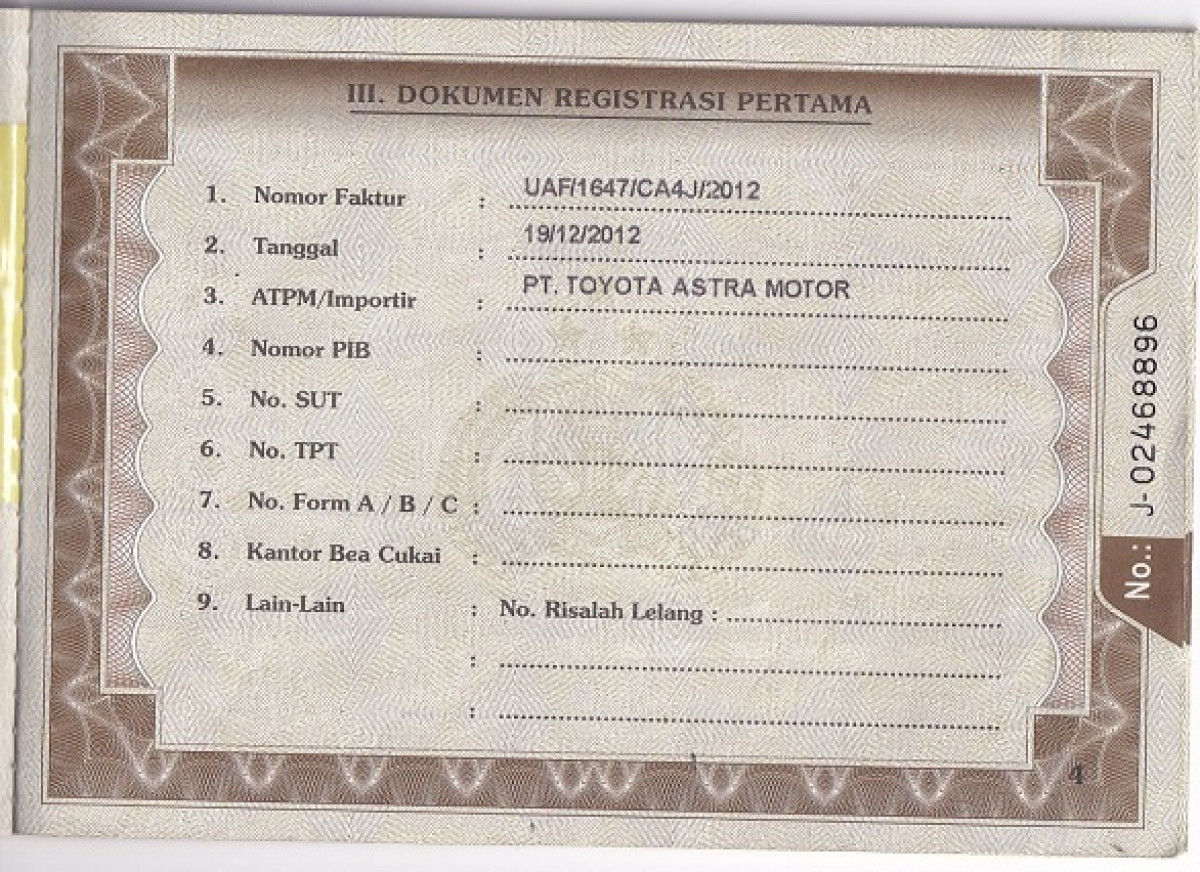 III. DOKUMEN REGISTRASI PERTAMA
1. Nomor Faktur : UAF/1647/CA4J/2012
2. Tanggal : 19/12/2012
3. ATPM/Importir : PT. TOYOTA ASTRA MOTOR
4. Nomor PIB :
5. No. SUT :
6. No. TPT :
7. No. Form A / B / C :
8. Kantor Bea Cukai :
9. Lain-Lain : No. Risalah Lelang :
:
:
No.: J-02468896
4